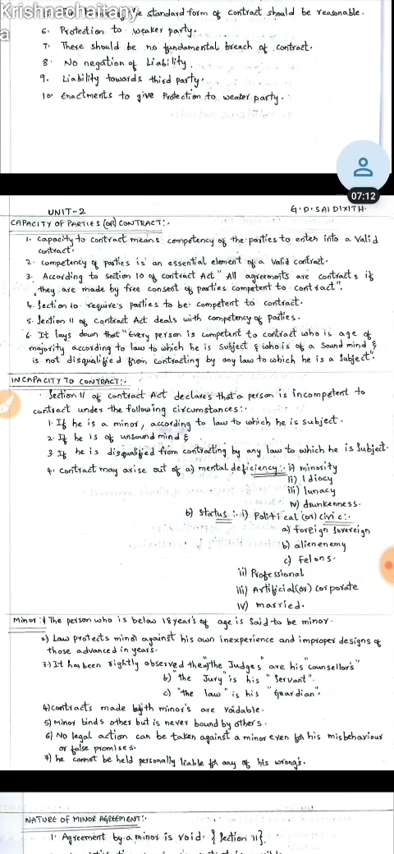 Krishnachaitany
a
standard form of contract should be reasonable.
6. Protection to weaker party.
7. There should be no fundamental breach of contract.
8. No negation of Liability.
9. Liability towards third party.
10. Enactments to give Protection to weaker party.
07:12
UNIT-2 G.D.SAI DIXITH
CAPACITY OF PARTIES (OR) CONTRACT:-
1. Capacity to contract means competency of the parties to enter into a valid
contract.
2. Competency of parties is an essential element of a valid contract.
3. According to section 10 of contract Act "All agreements are contracts if
they are made by free consent of parties competent to contract".
4. Section 10 require's parties to be competent to contract.
5. Section 11 of Contract Act deals with competency of parties.
6. It lays down that "Every person is competent to contract who is age of
majority according to law to which he is subject & who is of a sound mind &
is not disqualified from contracting by any law to which he is a subject"
INCAPACITY TO CONTRACT:-
Section 11 of contract Act declares that a person is incompetent to
contract under the following circumstances:-
1. If he is a minor, according to law to which he is subject.
2. If he is of unsound mind &
3. If he is disqualified from contracting by any law to which he is subject.
4. Contract may arise out of a) mental deficiency:- i) minority
ii) Idiocy
iii) lunacy
iv) drunkenness.
b) Status:- i) Political (or) civic:-
a) foreign sovereign
b) alien enemy
c) felons.
ii) Professional
iii) Artificial (or) corporate
iv) married.
Minor:- 1) The person who is below 18 years of age is said to be minor.
2) Law protects minor against his own inexperience and improper designs of
those advanced in years.
3) It has been rightly observed the a) "the Judges" are his "counsellor's"
b) "the Jury" is his "Servant".
c) "the law" is his "Guardian".
4) Contracts made with minor's are voidable.
5) Minor binds others but is never bound by others.
6) No legal action can be taken against a minor even for his misbehaviour
or false promises.
7) he cannot be held personally liable for any of his wrongs.
NATURE OF MINOR AGREEMENT:-
1. Agreement by a minor is void. {Section 11}